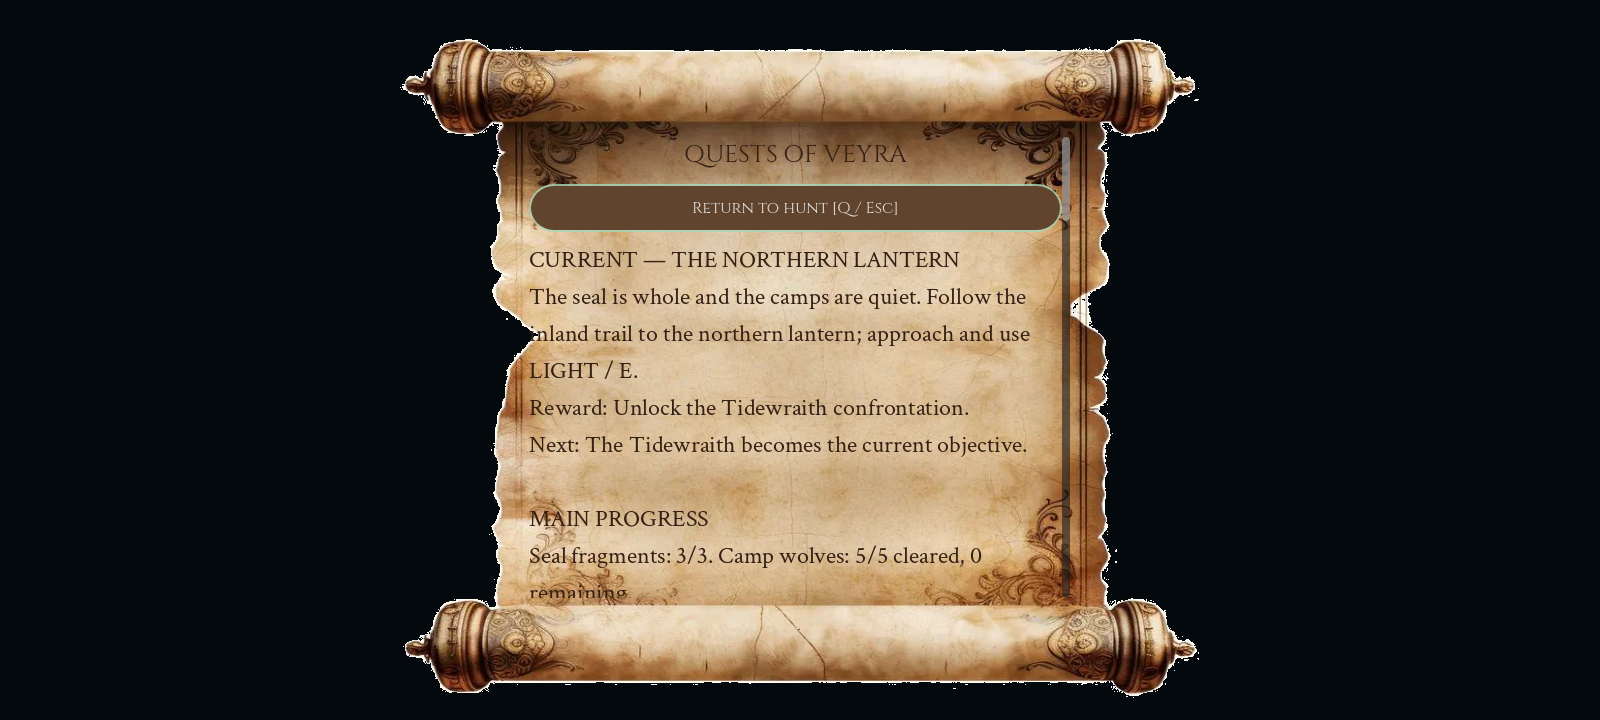 QUESTS OF VEYRA
Return to hunt [Q / Esc]
CURRENT — THE NORTHERN LANTERN
The seal is whole and the camps are quiet. Follow the
inland trail to the northern lantern; approach and use
LIGHT / E.
Reward: Unlock the Tidewraith confrontation.
Next: The Tidewraith becomes the current objective.
MAIN PROGRESS
Seal fragments: 3/3. Camp wolves: 5/5 cleared, 0
remaining